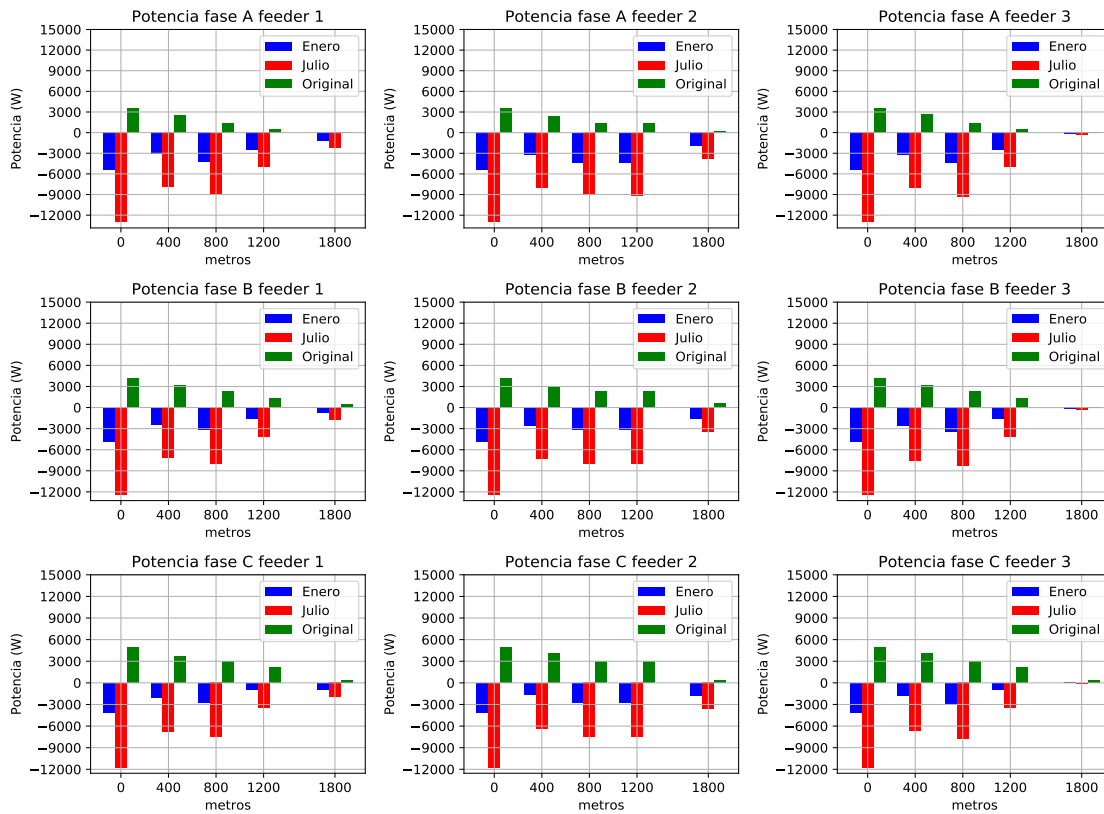 Potencia fase A feeder 1
Potencia (W)
15000
12000
9000
6000
3000
0
−3000
−6000
−9000
−12000
0 400 800 1200 1800
metros
Enero
Julio
Original
Potencia fase A feeder 2
Potencia (W)
15000
12000
9000
6000
3000
0
−3000
−6000
−9000
−12000
0 400 800 1200 1800
metros
Enero
Julio
Original
Potencia fase A feeder 3
Potencia (W)
15000
12000
9000
6000
3000
0
−3000
−6000
−9000
−12000
0 400 800 1200 1800
metros
Enero
Julio
Original
Potencia fase B feeder 1
Potencia (W)
15000
12000
9000
6000
3000
0
−3000
−6000
−9000
−12000
0 400 800 1200 1800
metros
Enero
Julio
Original
Potencia fase B feeder 2
Potencia (W)
15000
12000
9000
6000
3000
0
−3000
−6000
−9000
−12000
0 400 800 1200 1800
metros
Enero
Julio
Original
Potencia fase B feeder 3
Potencia (W)
15000
12000
9000
6000
3000
0
−3000
−6000
−9000
−12000
0 400 800 1200 1800
metros
Enero
Julio
Original
Potencia fase C feeder 1
Potencia (W)
15000
12000
9000
6000
3000
0
−3000
−6000
−9000
−12000
0 400 800 1200 1800
metros
Enero
Julio
Original
Potencia fase C feeder 2
Potencia (W)
15000
12000
9000
6000
3000
0
−3000
−6000
−9000
−12000
0 400 800 1200 1800
metros
Enero
Julio
Original
Potencia fase C feeder 3
Potencia (W)
15000
12000
9000
6000
3000
0
−3000
−6000
−9000
−12000
0 400 800 1200 1800
metros
Enero
Julio
Original